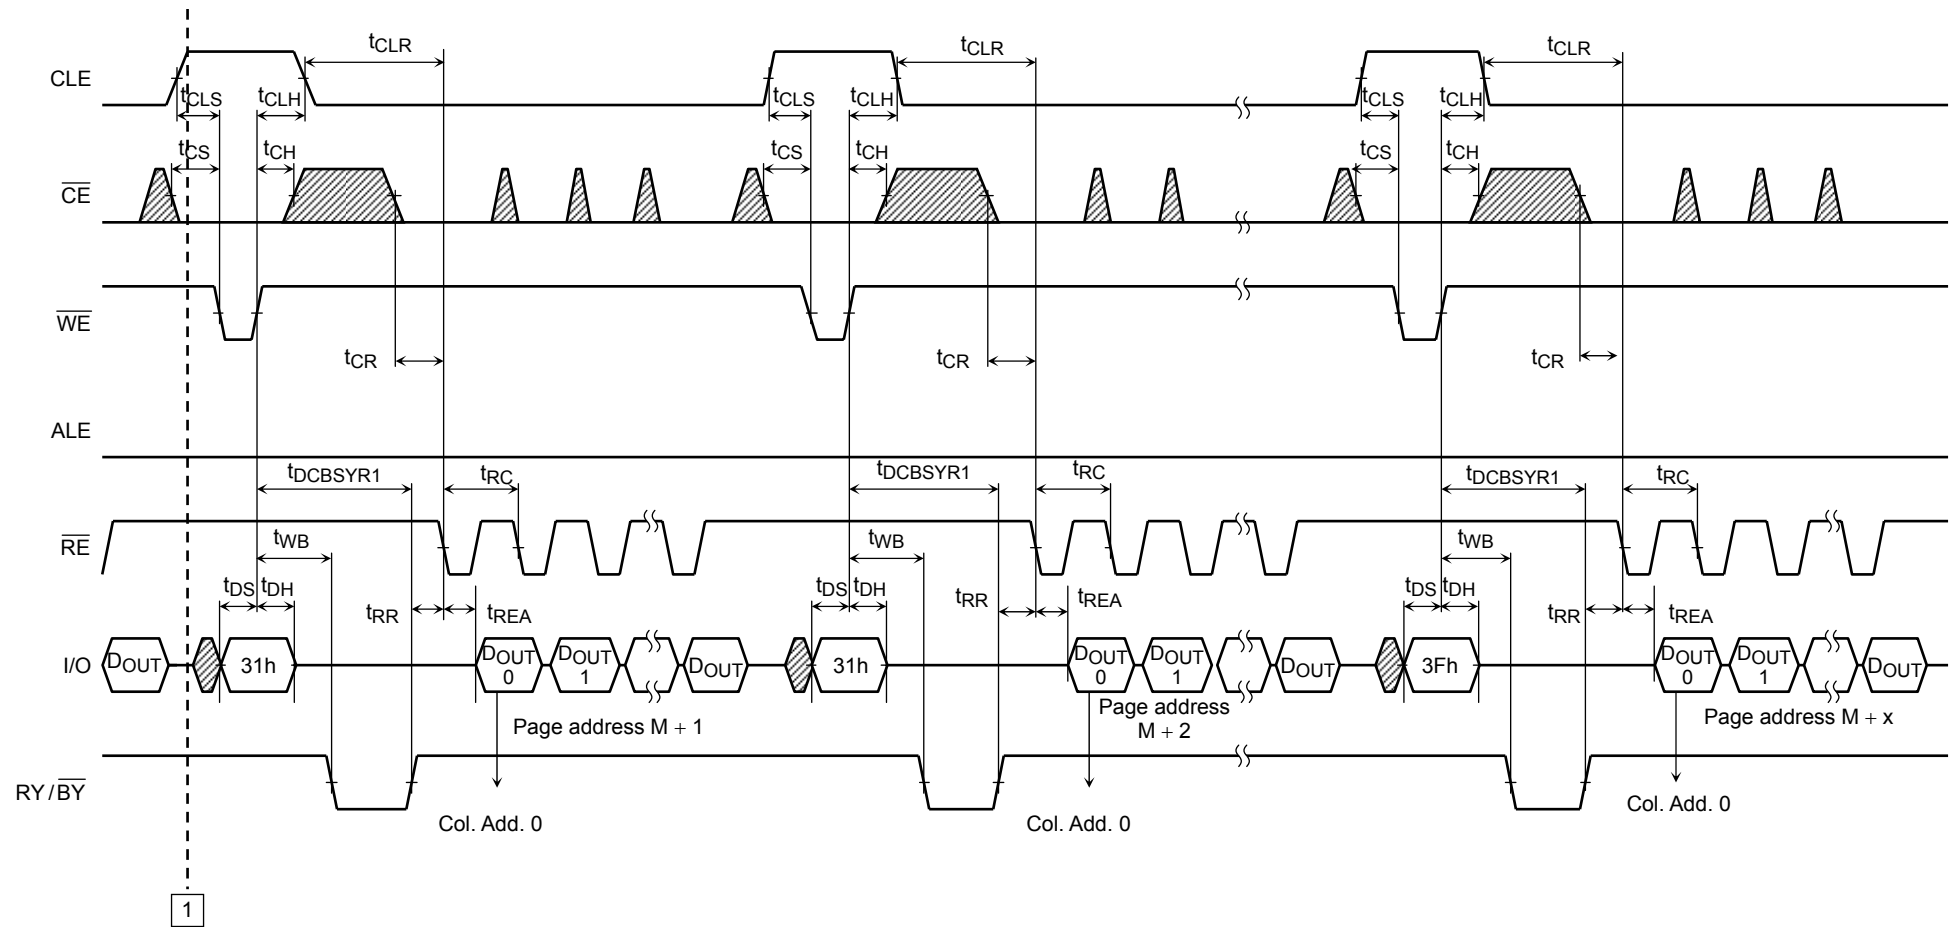 tCLR tCLR tCLR
CLE
tCLS tCLH tCLS tCLH tCLS tCLH
tCS tCH tCS tCH tCS tCH
CE
WE
tCR tCR tCR
ALE
tDCBSYR1 tRC tDCBSYR1 tRC tDCBSYR1 tRC
RE
tWB tWB tWB
tDS tDH tDS tDH tDS tDH
tRR tREA tRR tREA tRR tREA
I/O DOUT 31h DOUT 0 DOUT 1 DOUT 31h DOUT 0 DOUT 1 DOUT 3Fh DOUT 0 DOUT 1 DOUT
Page address M + 1
Page address
M + 2
Page address M + x
RY/BY
Col. Add. 0 Col. Add. 0 Col. Add. 0
1